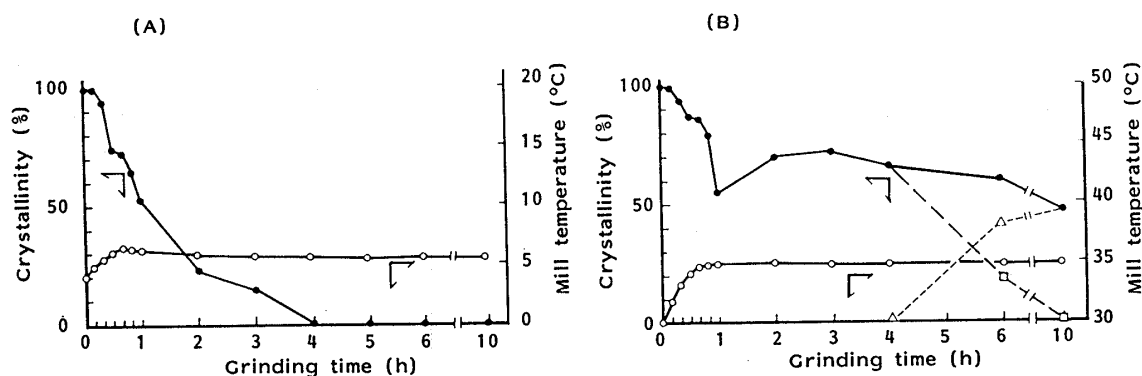 (A)
(B)
Crystallinity (%)
100
50
0
20
15
10
5
0
Mill temperature (°C)
0 1 2 3 4 5 6 10
Grinding time (h)
Crystallinity (%)
100
50
0
50
45
40
35
30
Mill temperature (°C)
0 1 2 3 4 6 10
Grinding time (h)